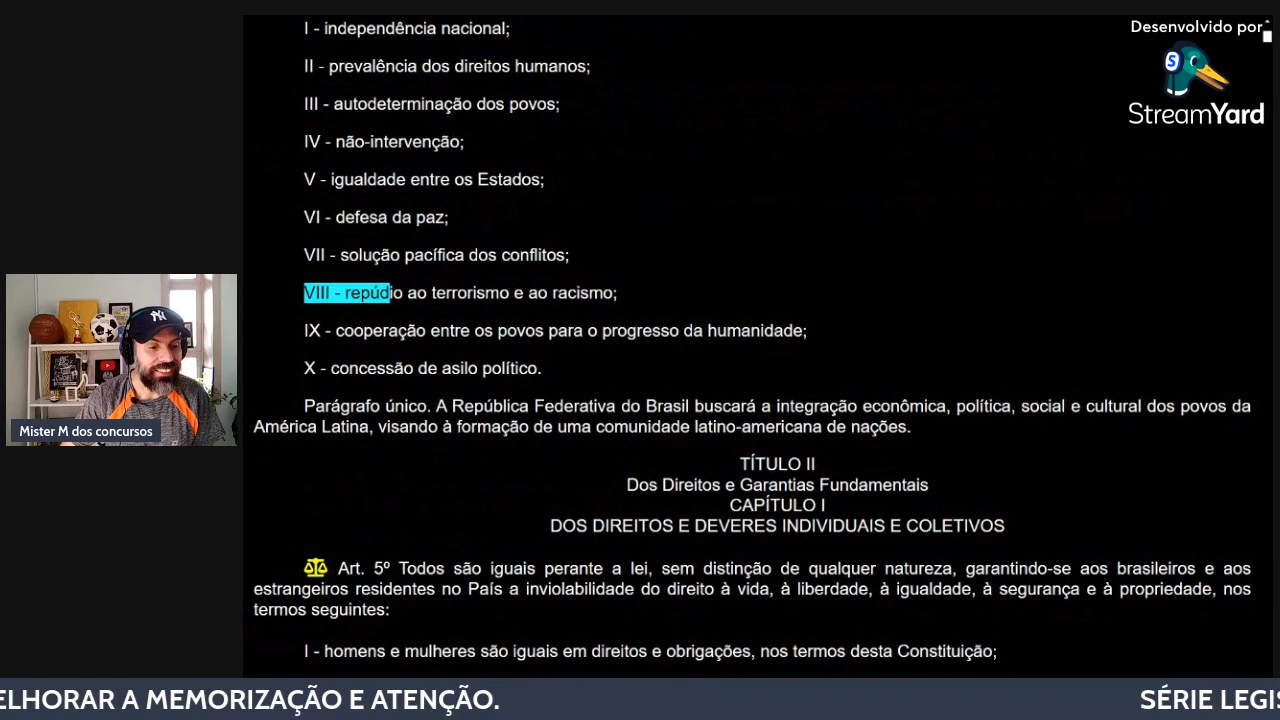 I - independência nacional;
Desenvolvido por
II - prevalência dos direitos humanos;
III - autodeterminação dos povos;
StreamYard
IV - não-intervenção;
V - igualdade entre os Estados;
VI - defesa da paz;
VII - solução pacífica dos conflitos;
VIII - repúdio ao terrorismo e ao racismo;
IX - cooperação entre os povos para o progresso da humanidade;
X - concessão de asilo político.
Parágrafo único. A República Federativa do Brasil buscará a integração econômica, política, social e cultural dos povos da
América Latina, visando à formação de uma comunidade latino-americana de nações.
Mister M dos concursos
TÍTULO II
Dos Direitos e Garantias Fundamentais
CAPÍTULO I
DOS DIREITOS E DEVERES INDIVIDUAIS E COLETIVOS
Art. 5º Todos são iguais perante a lei, sem distinção de qualquer natureza, garantindo-se aos brasileiros e aos
estrangeiros residentes no País a inviolabilidade do direito à vida, à liberdade, à igualdade, à segurança e à propriedade, nos
termos seguintes:
I - homens e mulheres são iguais em direitos e obrigações, nos termos desta Constituição;
ELHORAR A MEMORIZAÇÃO E ATENÇÃO.
SÉRIE LEGIS